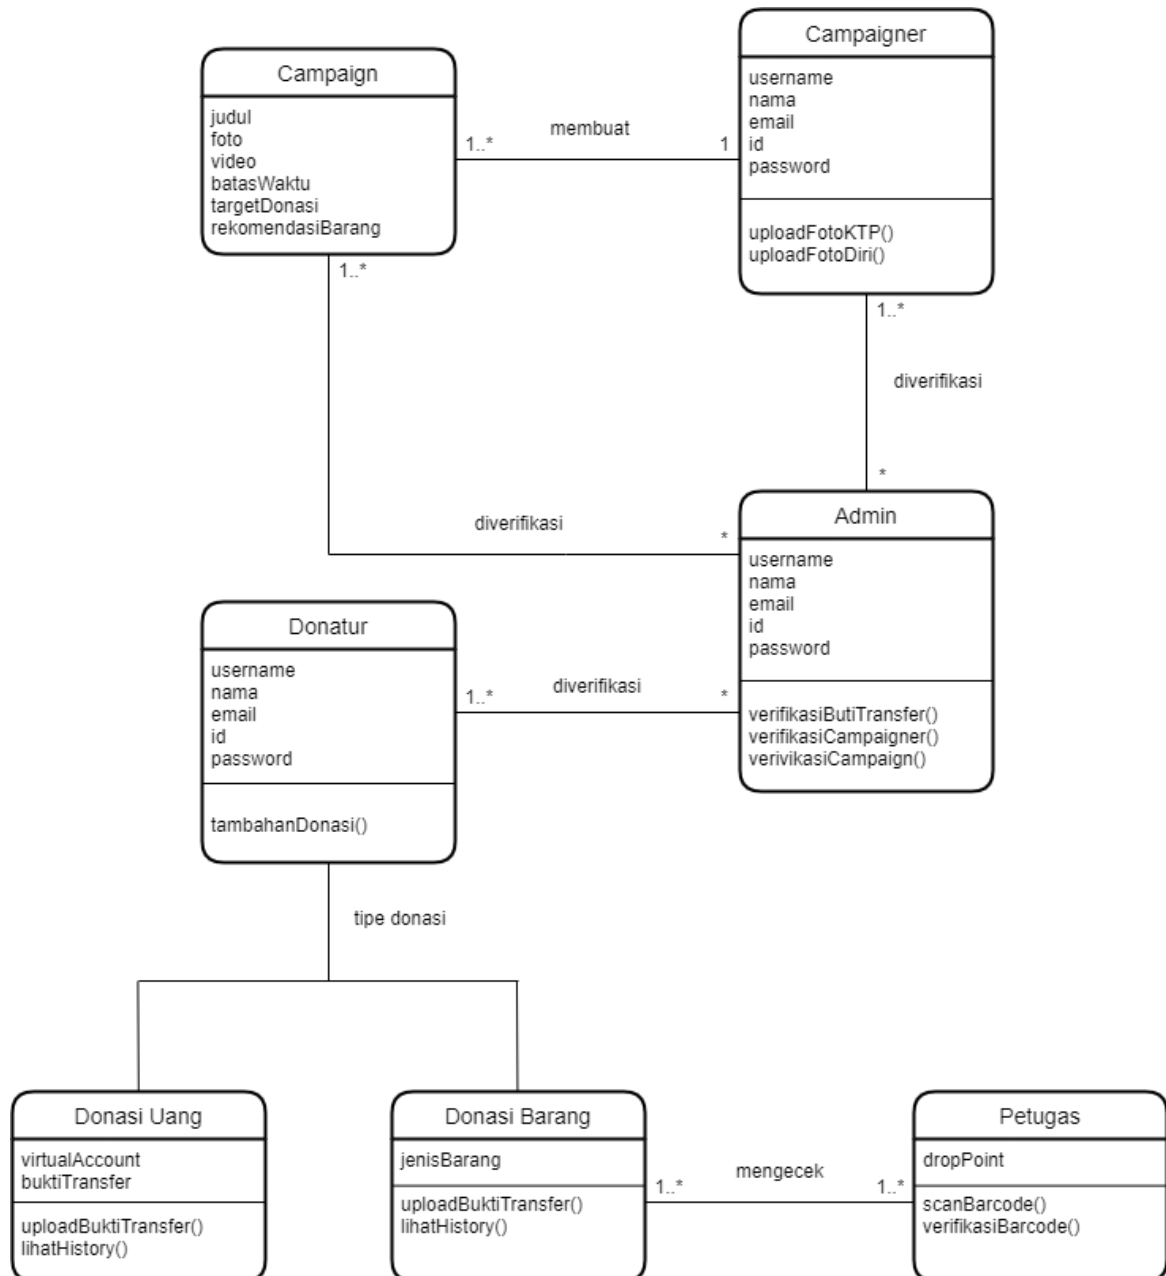 Campaign
judul
foto
video
batasWaktu
targetDonasi
rekomendasiBarang
1..*
membuat
1
Campaigner
username
nama
email
id
password
uploadFotoKTP()
uploadFotoDiri()
1..*
diverifikasi
*
1..*
diverifikasi
*
Admin
username
nama
email
id
password
verifikasiButiTransfer()
verifikasiCampaigner()
verivikasiCampaign()
Donatur
username
nama
email
id
password
tambahanDonasi()
1..*
diverifikasi
*
tipe donasi
Donasi Uang
virtualAccount
buktiTransfer
uploadBuktiTransfer()
lihatHistory()
Donasi Barang
jenisBarang
uploadBuktiTransfer()
lihatHistory()
1..*
mengecek
1..*
Petugas
dropPoint
scanBarcode()
verifikasiBarcode()